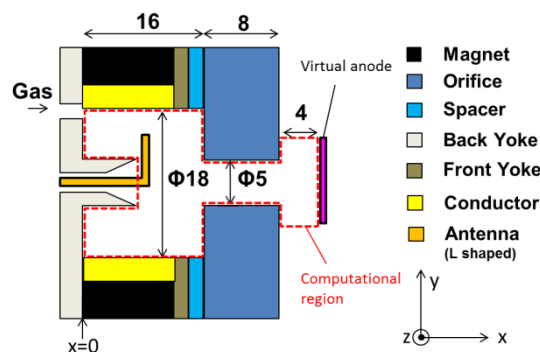 16
8
Virtual anode
Gas
4
Φ18
Φ5
Computational
region
x=0
Magnet
Orifice
Spacer
Back Yoke
Front Yoke
Conductor
Antenna
(L shaped)
y
z
x